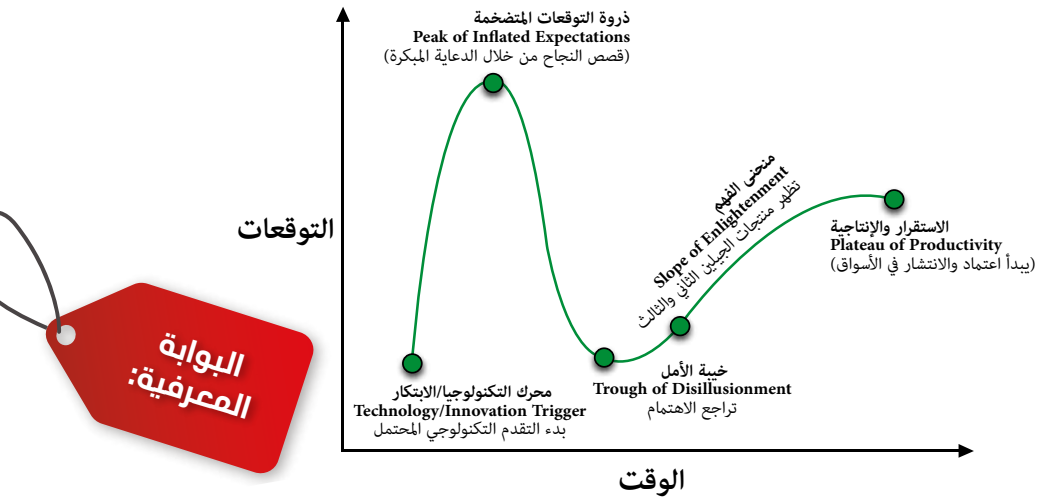 ذروة التوقعات المتضخمة
Peak of Inflated Expectations
(قصص النجاح من خلال الدعاية المبكرة)
التوقعات
منحنى الفهم
Slope of Enlightenment
تظهر منتجات الجيلين الثاني والثالث
الاستقرار والإنتاجية
Plateau of Productivity
(يبدأ اعتماد والانتشار في الأسواق)
البوابة
المعرفية:
خيبة الأمل
Trough of Disillusionment
تراجع الاهتمام
محرك التكنولوجيا/الابتكار
Technology/Innovation Trigger
بدء التقدم التكنولوجي المحتمل
الوقت